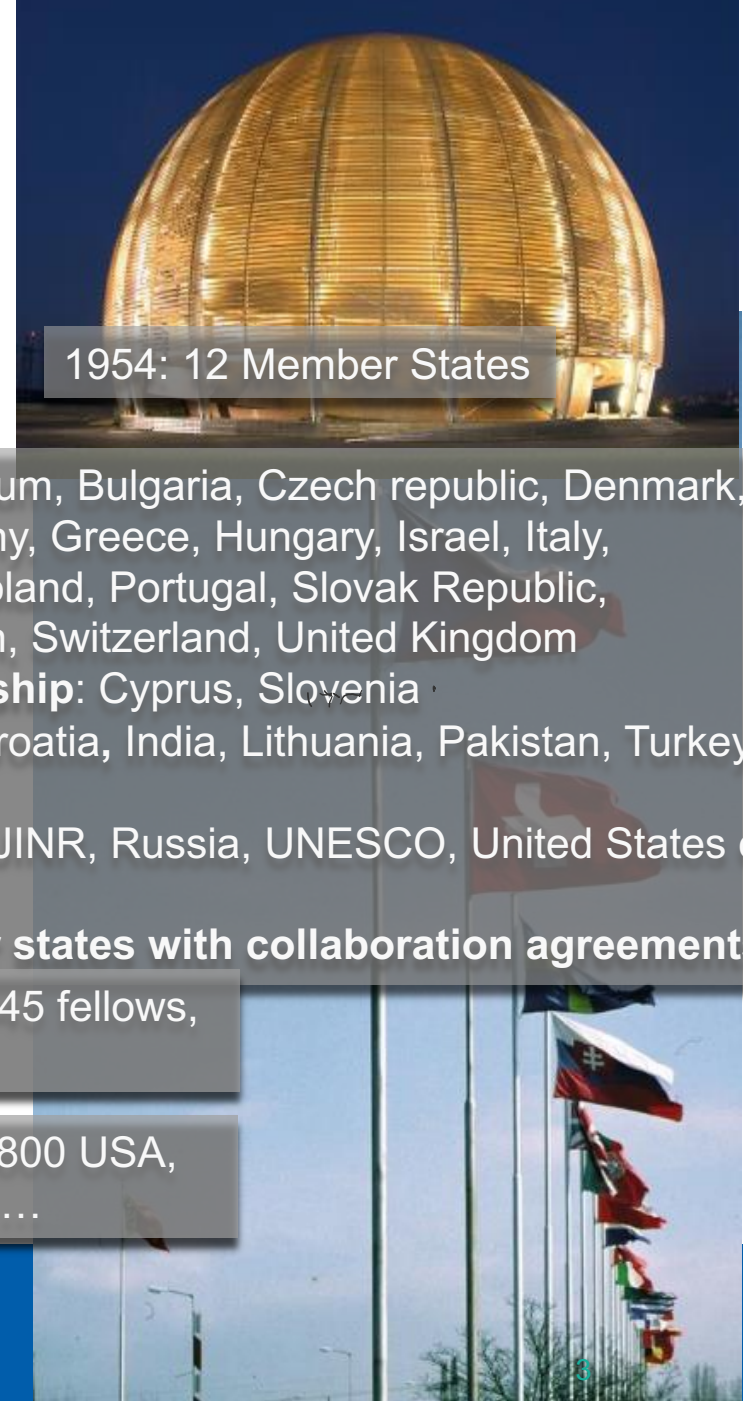 1954: 12 Member States
um, Bulgaria, Czech republic, Denmark,
y, Greece, Hungary, Israel, Italy,
land, Portugal, Slovak Republic,
, Switzerland, United Kingdom
ship: Cyprus, Slovenia
roatia, India, Lithuania, Pakistan, Turkey
JINR, Russia, UNESCO, United States
states with collaboration agreement
45 fellows,
800 USA,
…
3